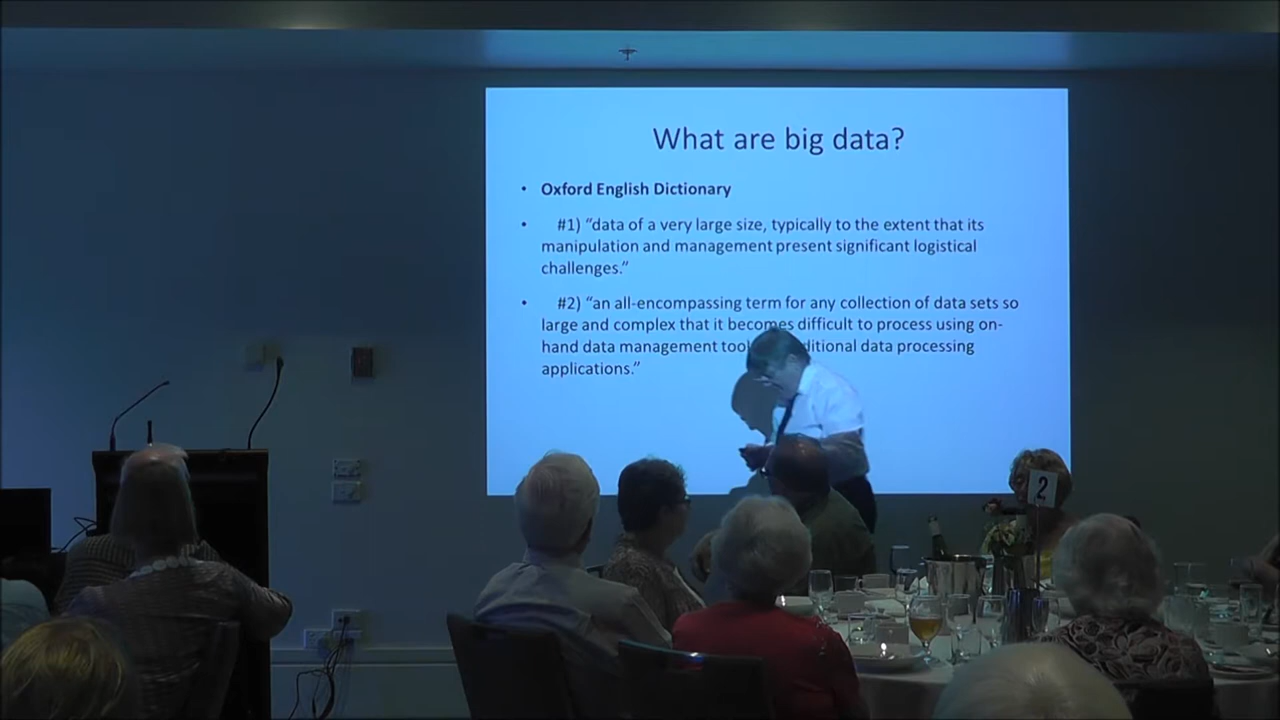 What are big data?
• Oxford English Dictionary
• #1) “data of a very large size, typically to the extent that its
manipulation and management present significant logistical
challenges.”
• #2) “an all-encompassing term for any collection of data sets so
large and complex that it becomes difficult to process using on-
hand data management data processing
applications.”
2